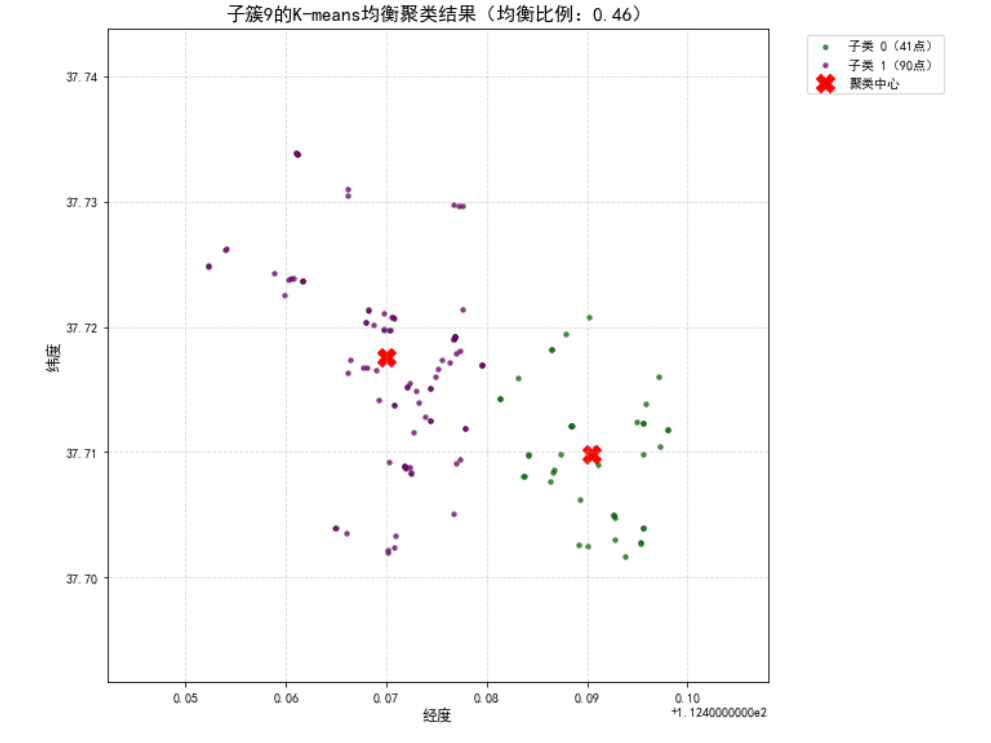 子簇9的K-means均衡聚类结果（均衡比例：0.46）
子类 0（41点）
子类 1（90点）
聚类中心
37.74
37.73
37.72
37.71
37.70
纬度
0.05 0.06 0.07 0.08 0.09 0.10
+1.1240000000e2
经度